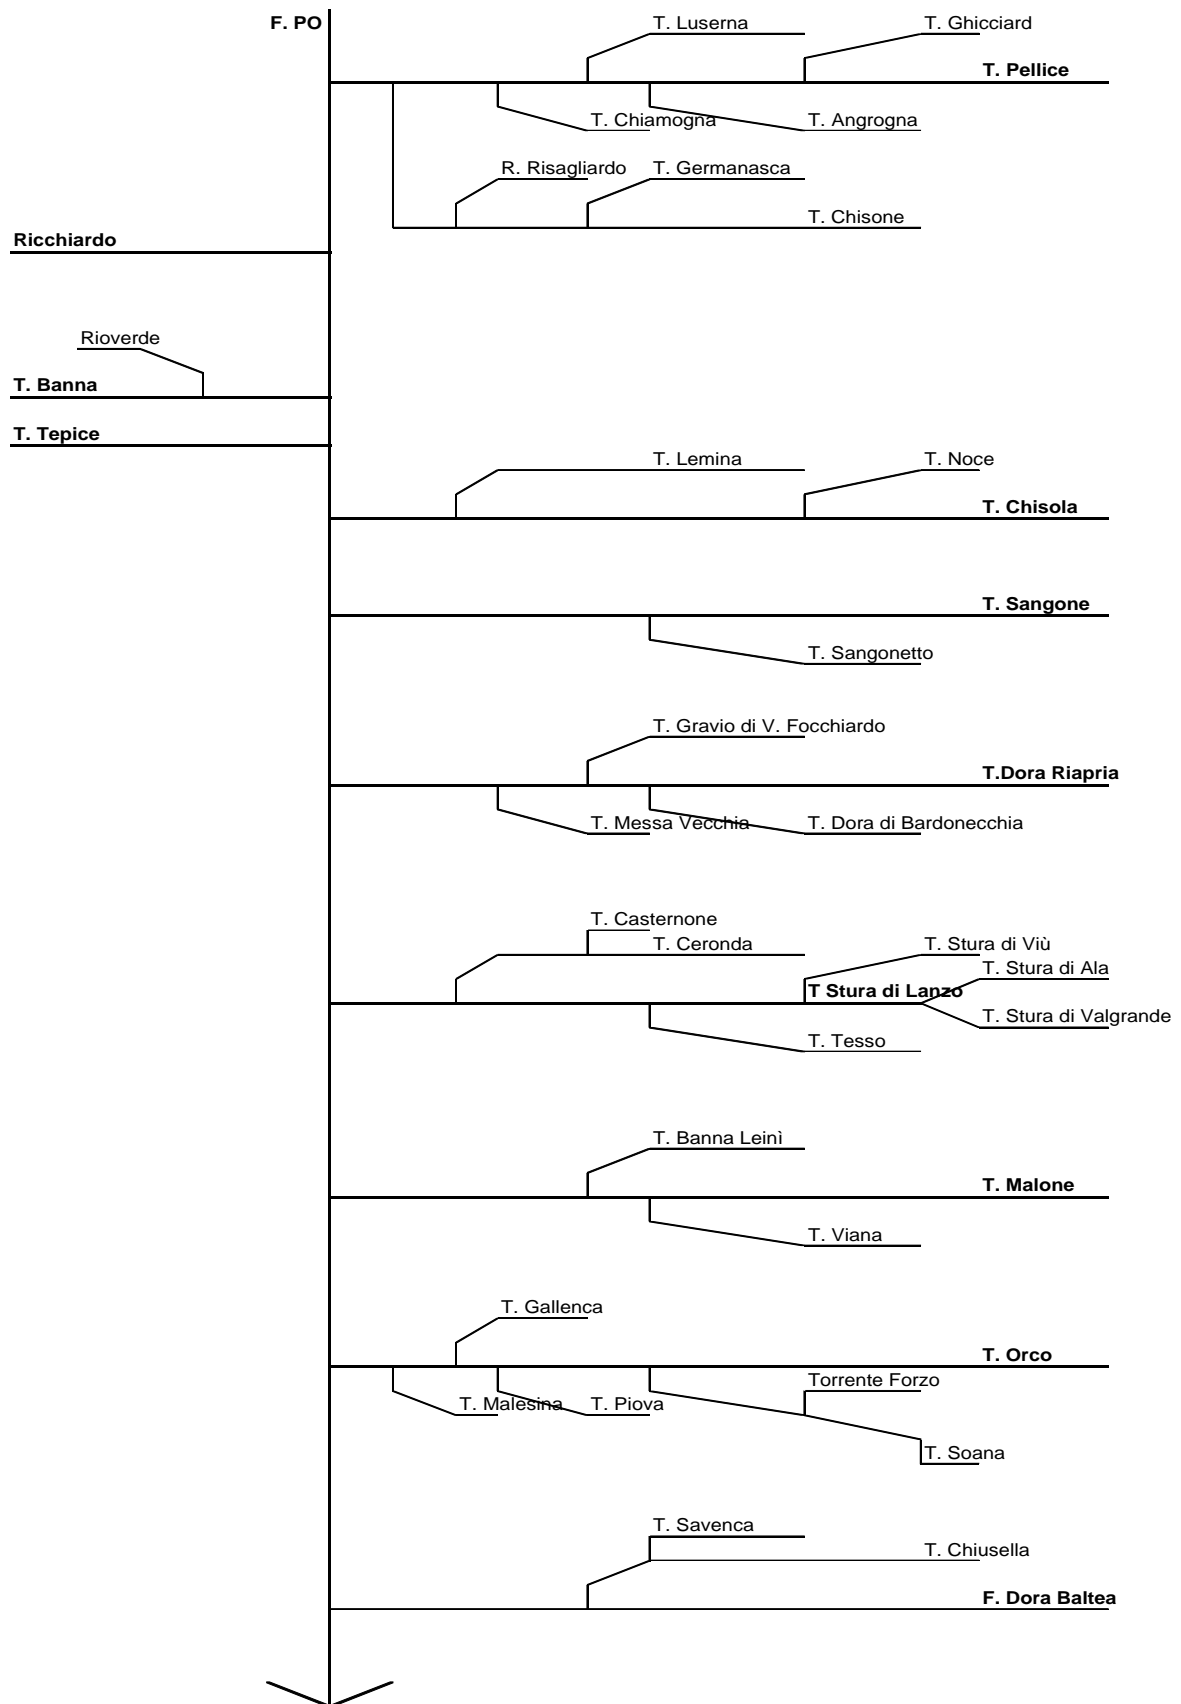 F. PO
T. Luserna
T. Ghicciard
T. Pellice
T. Chiamogna
T. Angrogna
R. Risagliardo
T. Germanasca
T. Chisone
Ricchiardo
Rioverde
T. Banna
T. Tepice
T. Lemina
T. Noce
T. Chisola
T. Sangone
T. Sangonetto
T. Gravio di V. Focchiardo
T.Dora Riapria
T. Messa Vecchia
T. Dora di Bardonecchia
T. Casternone
T. Ceronda
T. Stura di Viù
T. Stura di Ala
T Stura di Lanzo
T. Stura di Valgrande
T. Tesso
T. Banna Leinì
T. Malone
T. Viana
T. Gallenca
T. Orco
Torrente Forzo
T. Malesina
T. Piova
T. Soana
T. Savenca
T. Chiusella
F. Dora Baltea